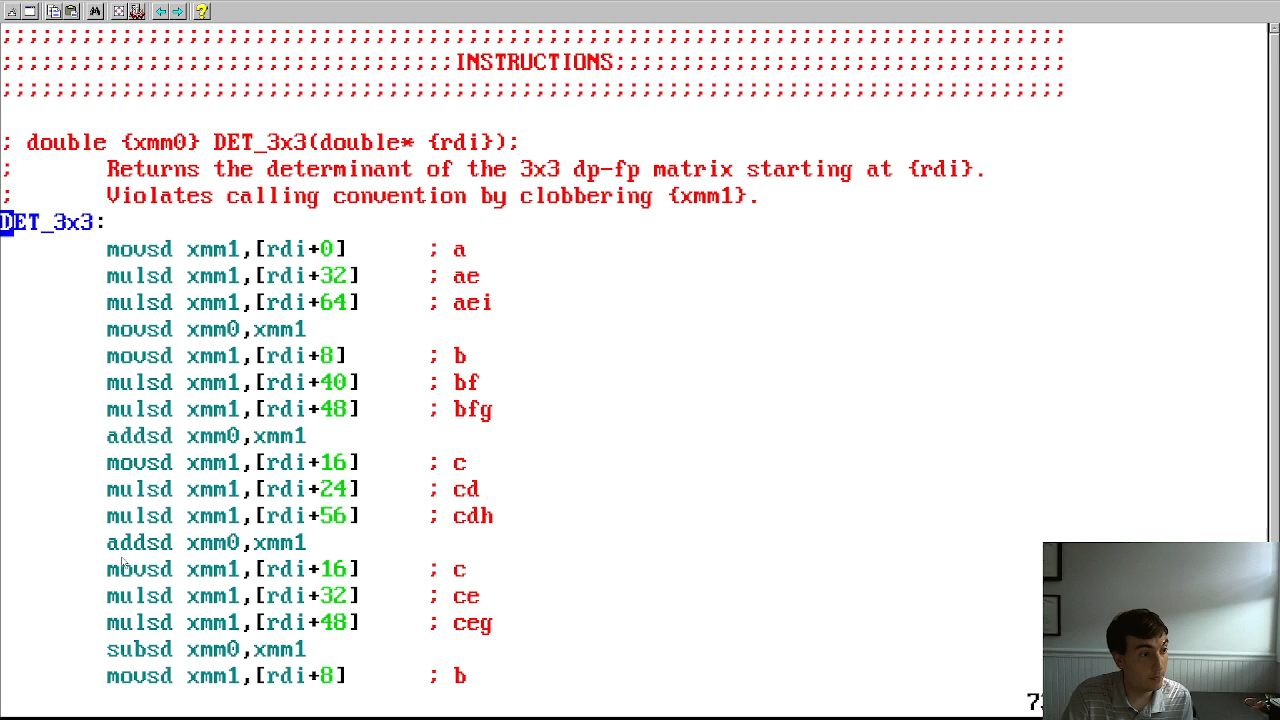 ;;;;;;;;;;;;;;;;;;;;;;;;;;;;;;;;;;;;;;;;;;;;;;;;;;;;;;;;;;;;;;;;;;;;;;;;;;;;;;;;
;;;;;;;;;;;;;;;;;;;;;;;;;;;;;;;;;;INSTRUCTIONS;;;;;;;;;;;;;;;;;;;;;;;;;;;;;;;;;;
;;;;;;;;;;;;;;;;;;;;;;;;;;;;;;;;;;;;;;;;;;;;;;;;;;;;;;;;;;;;;;;;;;;;;;;;;;;;;;;;
; double {xmm0} DET_3x3(double* {rdi});
; Returns the determinant of the 3x3 dp-fp matrix starting at {rdi}.
; Violates calling convention by clobbering {xmm1}.
DET_3x3:
movsd xmm1,[rdi+0] ; a
mulsd xmm1,[rdi+32] ; ae
mulsd xmm1,[rdi+64] ; aei
movsd xmm0,xmm1
movsd xmm1,[rdi+8] ; b
mulsd xmm1,[rdi+40] ; bf
mulsd xmm1,[rdi+48] ; bfg
addsd xmm0,xmm1
movsd xmm1,[rdi+16] ; c
mulsd xmm1,[rdi+24] ; cd
mulsd xmm1,[rdi+56] ; cdh
addsd xmm0,xmm1
movsd xmm1,[rdi+16] ; c
mulsd xmm1,[rdi+32] ; ce
mulsd xmm1,[rdi+48] ; ceg
subsd xmm0,xmm1
movsd xmm1,[rdi+8] ; b